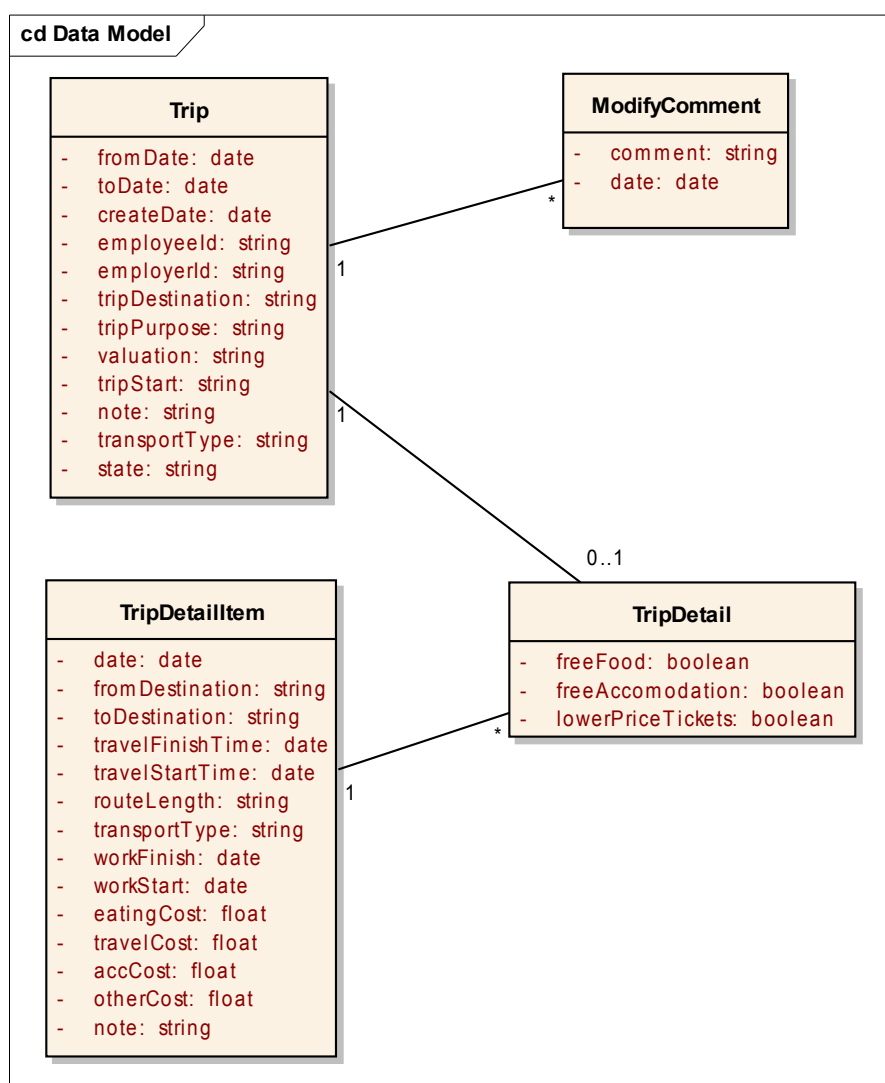 cd Data Model
Trip
- fromDate: date
- toDate: date
- createDate: date
- employeeId: string
- employerId: string
- tripDestination: string
- tripPurpose: string
- valuation: string
- tripStart: string
- note: string
- transportType: string
- state: string
ModifyComment
- comment: string
- date: date
*
1
1
0..1
TripDetailItem
- date: date
- fromDestination: string
- toDestination: string
- travelFinishTime: date
- travelStartTime: date
- routeLength: string
- transportType: string
- workFinish: date
- workStart: date
- eatingCost: float
- travelCost: float
- accCost: float
- otherCost: float
- note: string
TripDetail
- freeFood: boolean
- freeAccomodation: boolean
- lowerPriceTickets: boolean
*
1